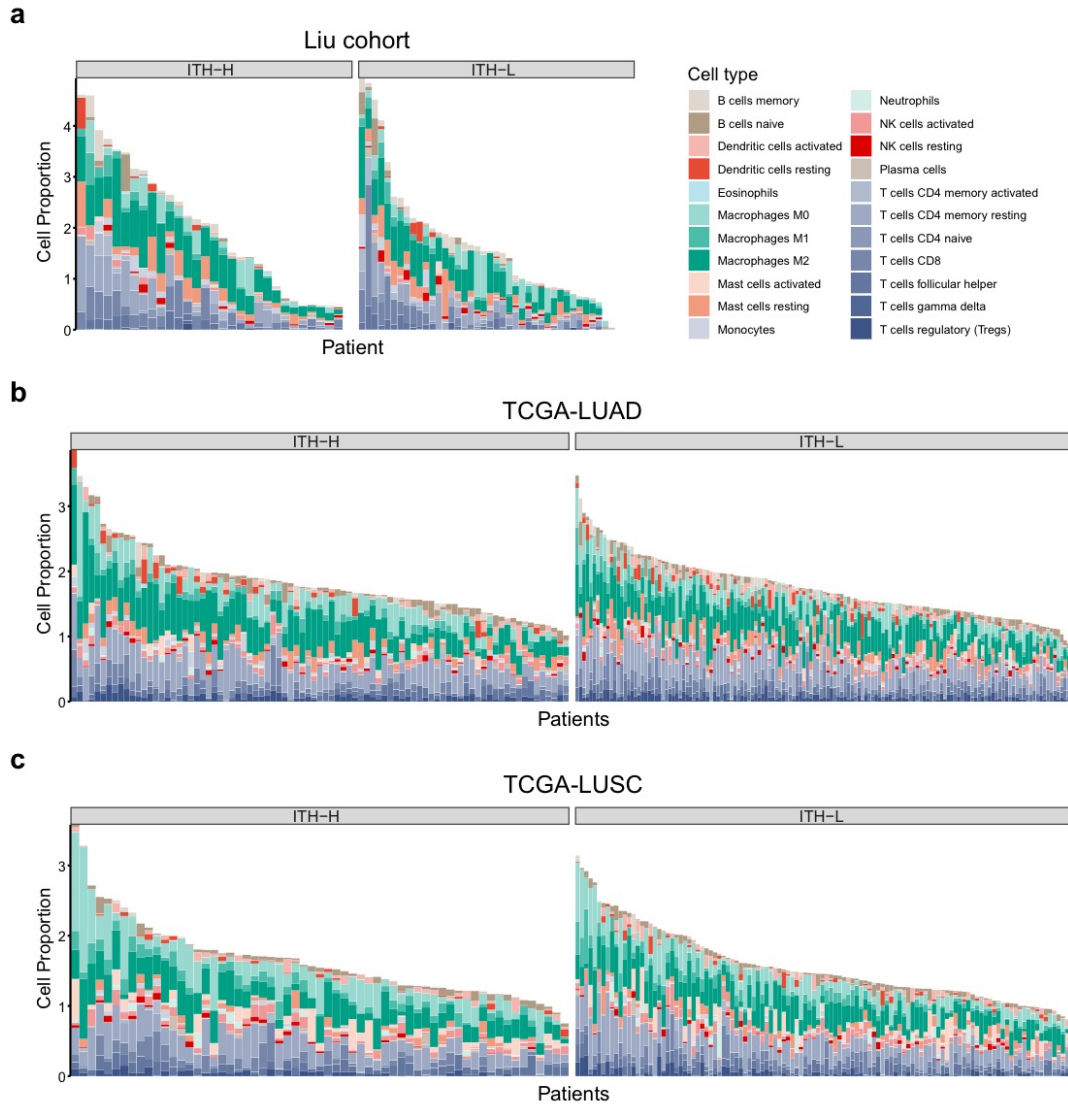 a
Liu cohort
ITH−H
ITH−L
Cell Proportion
4
3
2
1
0
Patient
Cell type
B cells memory
B cells naive
Dendritic cells activated
Dendritic cells resting
Eosinophils
Macrophages M0
Macrophages M1
Macrophages M2
Mast cells activated
Mast cells resting
Monocytes
Neutrophils
NK cells activated
NK cells resting
Plasma cells
T cells CD4 memory activated
T cells CD4 memory resting
T cells CD4 naive
T cells CD8
T cells follicular helper
T cells gamma delta
T cells regulatory (Tregs)
b
TCGA-LUAD
ITH−H
ITH−L
Cell Proportion
3
2
1
0
Patients
c
TCGA-LUSC
ITH−H
ITH−L
Cell Proportion
3
2
1
0
Patients